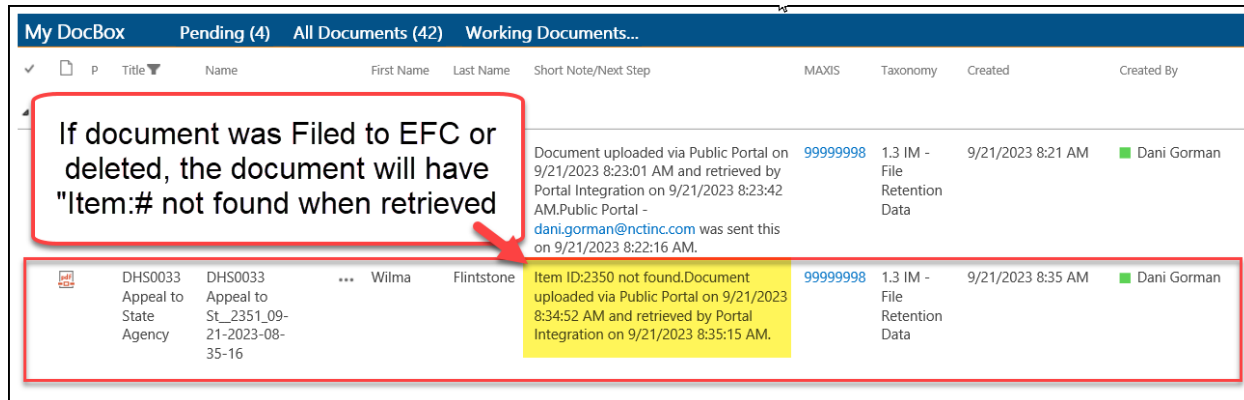 My DocBox Pending (4) All Documents (42) Working Documents...
P Title Name First Name Last Name Short Note/Next Step MAXIS Taxonomy Created Created By
If document was Filed to EFC or
deleted, the document will have
"Item:# not found when retrieved
Document uploaded via Public Portal on 99999998 1.3 IM - 9/21/2023 8:21 AM Dani Gorman
9/21/2023 8:23:01 AM and retrieved by File
Portal Integration on 9/21/2023 8:23:42 Retention
AM.Public Portal - Data
dani.gorman@nctinc.com was sent this
on 9/21/2023 8:22:16 AM.
pdf DHS0033 DHS0033 ... Wilma Flintstone Item ID:2350 not found.Document 99999998 1.3 IM - 9/21/2023 8:35 AM Dani Gorman
Appeal to Appeal to uploaded via Public Portal on 9/21/2023 File
State St__2351_09- 8:34:52 AM and retrieved by Portal Retention
Agency 21-2023-08- Integration on 9/21/2023 8:35:15 AM. Data
35-16